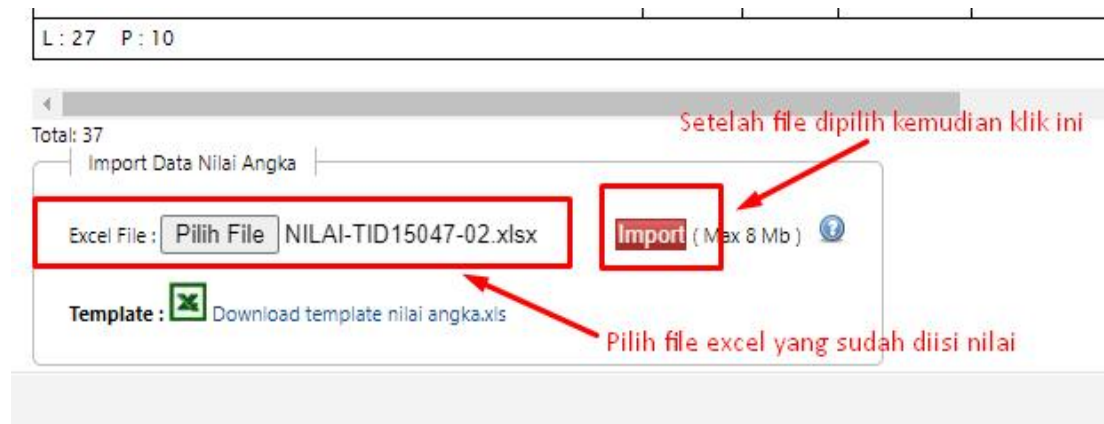 L : 27 P : 10
Total: 37
Setelah file dipilih kemudian klik ini
Import Data Nilai Angka
Excel File : Pilih File NILAI-TID15047-02.xlsx Import ( Max 8 Mb ) ?
Template : Download template nilai angka.xls
Pilih file excel yang sudah diisi nilai